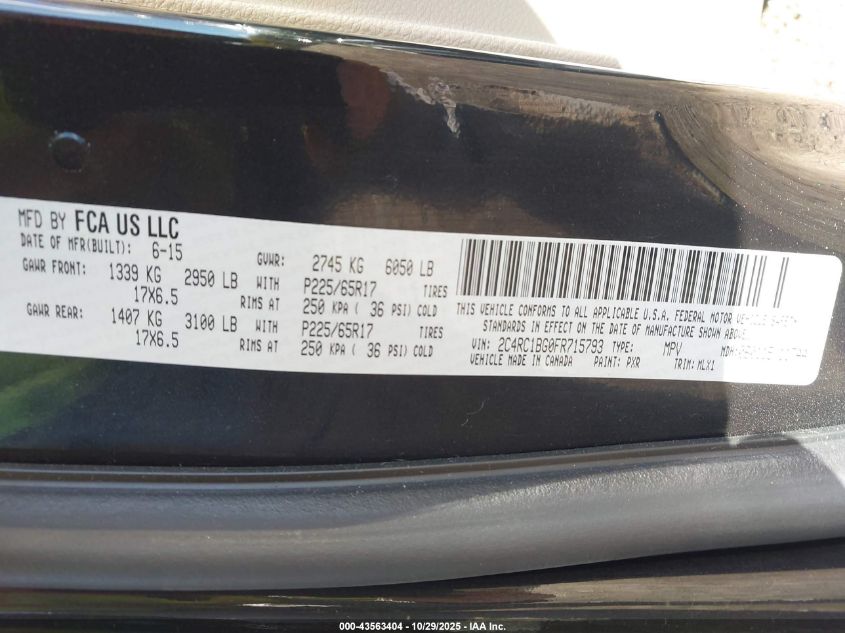 MFD BY FCA US LLC
DATE OF MFR(BUILT): 6-15 GVWR: 2745 KG 6050 LB
GAWR FRONT: 1339 KG 2950 LB WITH P225/65R17 TIRES
17X6.5 RIMS AT 250 KPA ( 36 PSI) COLD
GAWR REAR: 1407 KG 3100 LB WITH P225/65R17 TIRES
17X6.5 RIMS AT 250 KPA ( 36 PSI) COLD
THIS VEHICLE CONFORMS TO ALL APPLICABLE U.S.A. FEDERAL MOTOR VEHICLE SAFETY
STANDARDS IN EFFECT ON THE DATE OF MANUFACTURE SHOWN ABOVE.
VIN: 2C4RC1BG0FR715793 TYPE: MPV MDH:
VEHICLE MADE IN CANADA PAINT: PXR TRIM: MLX1
000-43563404 | 10/29/2025 - IAA Inc.